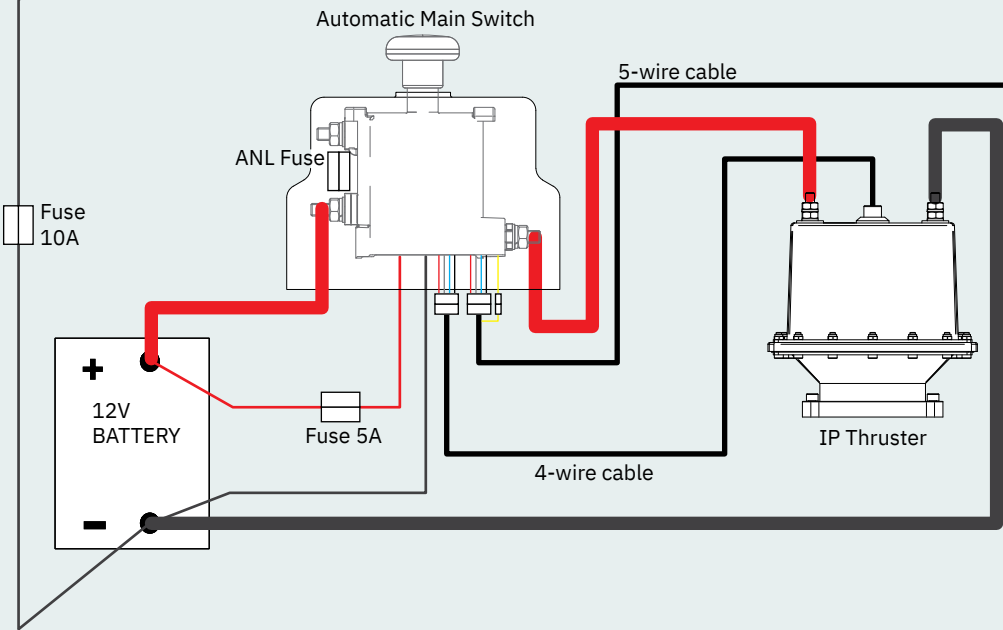 Automatic Main Switch
5-wire cable
ANL Fuse
Fuse
10A
+
12V
BATTERY
−
Fuse 5A
IP Thruster
4-wire cable